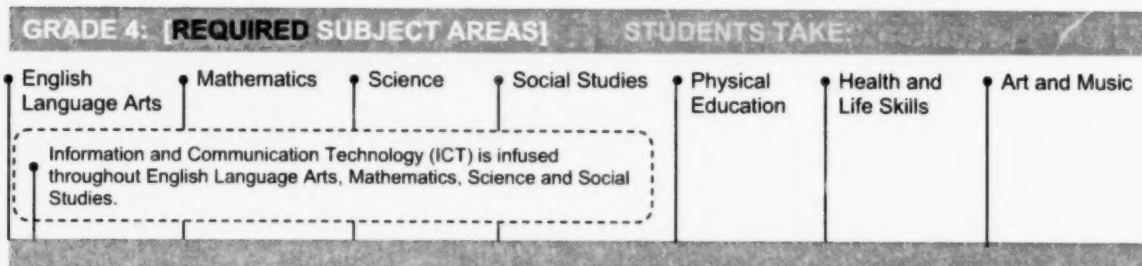 GRADE 4: [REQUIRED SUBJECT AREAS] STUDENTS TAKE:
English
Language Arts
Mathematics
Science
Social Studies
Physical
Education
Health and
Life Skills
Art and Music
Information and Communication Technology (ICT) is infused
throughout English Language Arts, Mathematics, Science and Social
Studies.